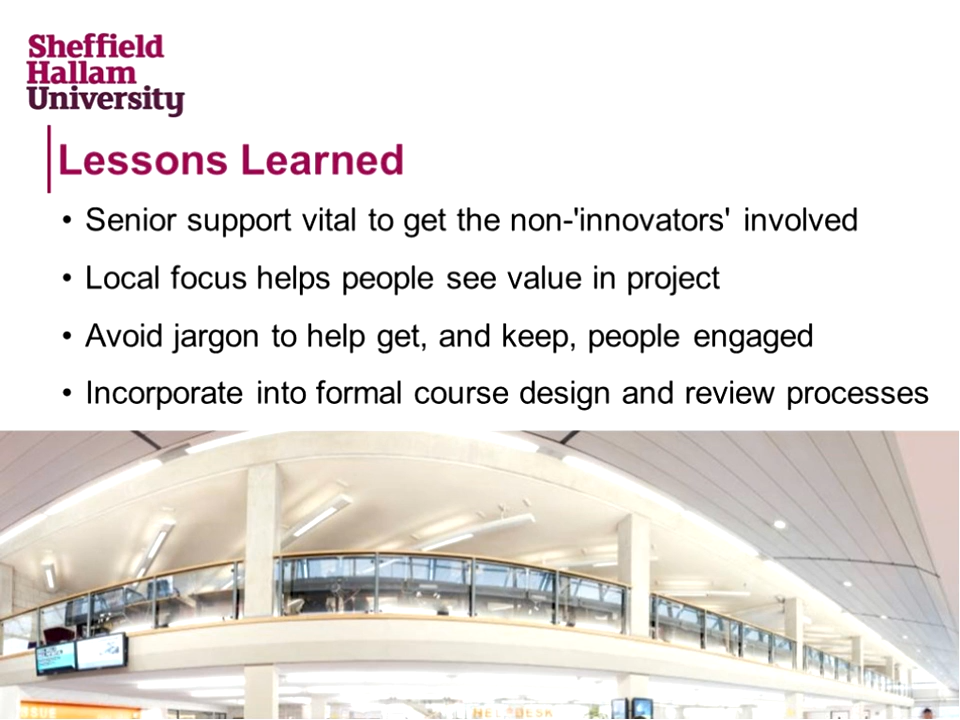 Sheffield
Hallam
University
Lessons Learned
• Senior support vital to get the non-'innovators' involved
• Local focus helps people see value in project
• Avoid jargon to help get, and keep, people engaged
• Incorporate into formal course design and review processes
HELPDESK